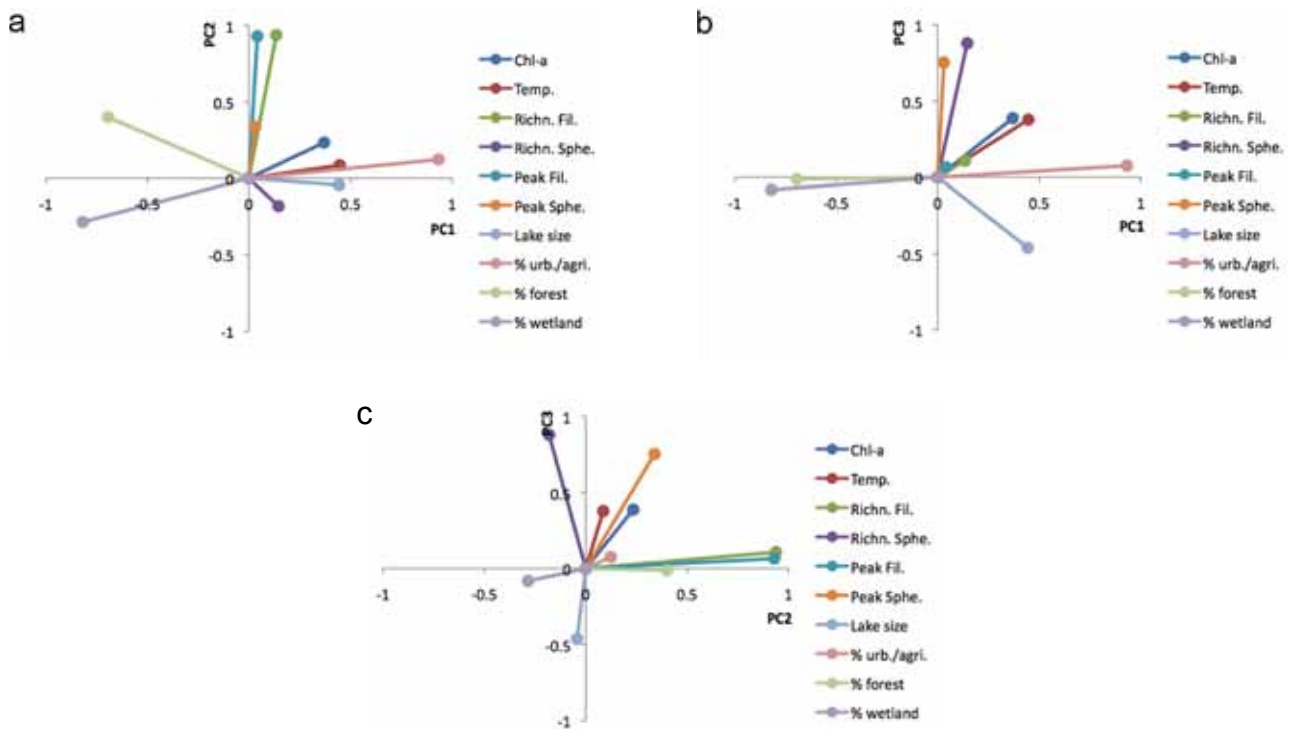 a
PC2
1
0.5
0
-1
-0.5
0
0.5
1
PC1
-0.5
-1
Chl-a
Temp.
Richn. Fil.
Richn. Sphe.
Peak Fil.
Peak Sphe.
Lake size
% urb./agri.
% forest
% wetland
b
PC3
1
0.5
0
-1
-0.5
0
0.5
1
PC1
-0.5
-1
Chl-a
Temp.
Richn. Fil.
Richn. Sphe.
Peak Fil.
Peak Sphe.
Lake size
% urb./agri.
% forest
% wetland
c
PC3
1
0.5
0
-1
-0.5
0
0.5
1
PC2
-0.5
-1
Chl-a
Temp.
Richn. Fil.
Richn. Sphe.
Peak Fil.
Peak Sphe.
Lake size
% urb./agri.
% forest
% wetland